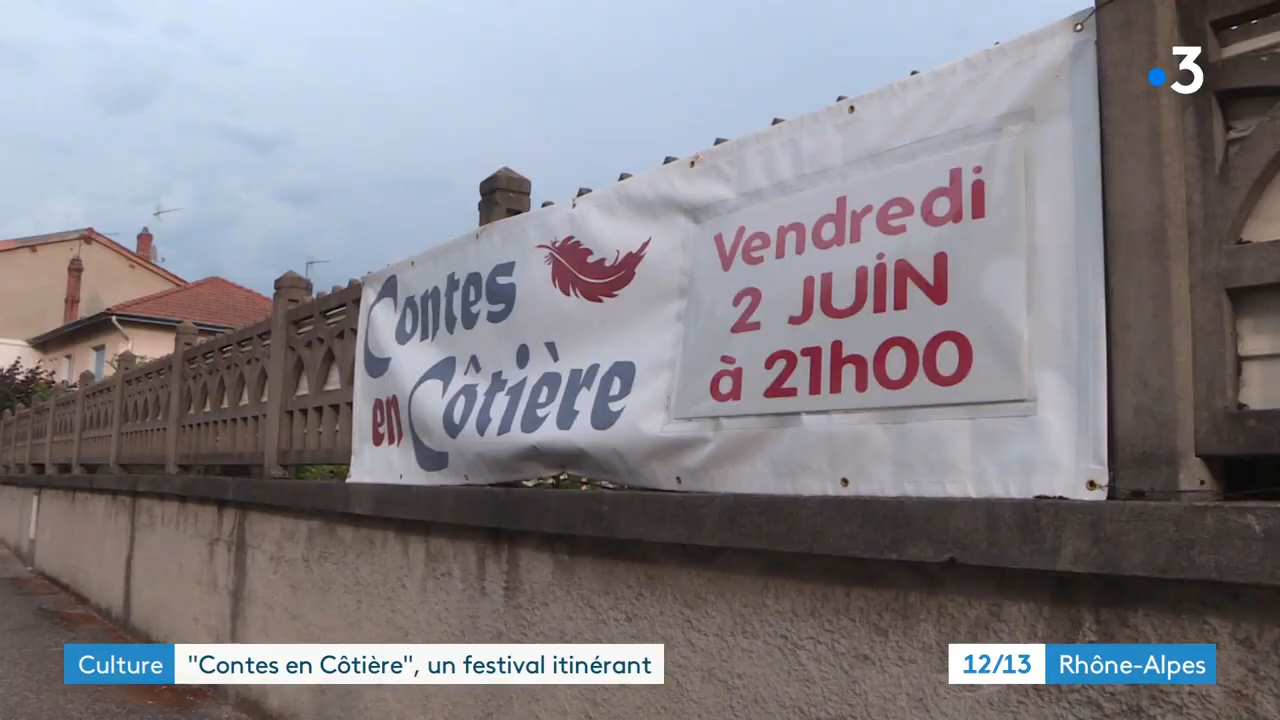 3
Contes
en Côtière
Vendredi
2 JUIN
à 21h00
Culture
"Contes en Côtière", un festival itinérant
12/13
Rhône-Alpes